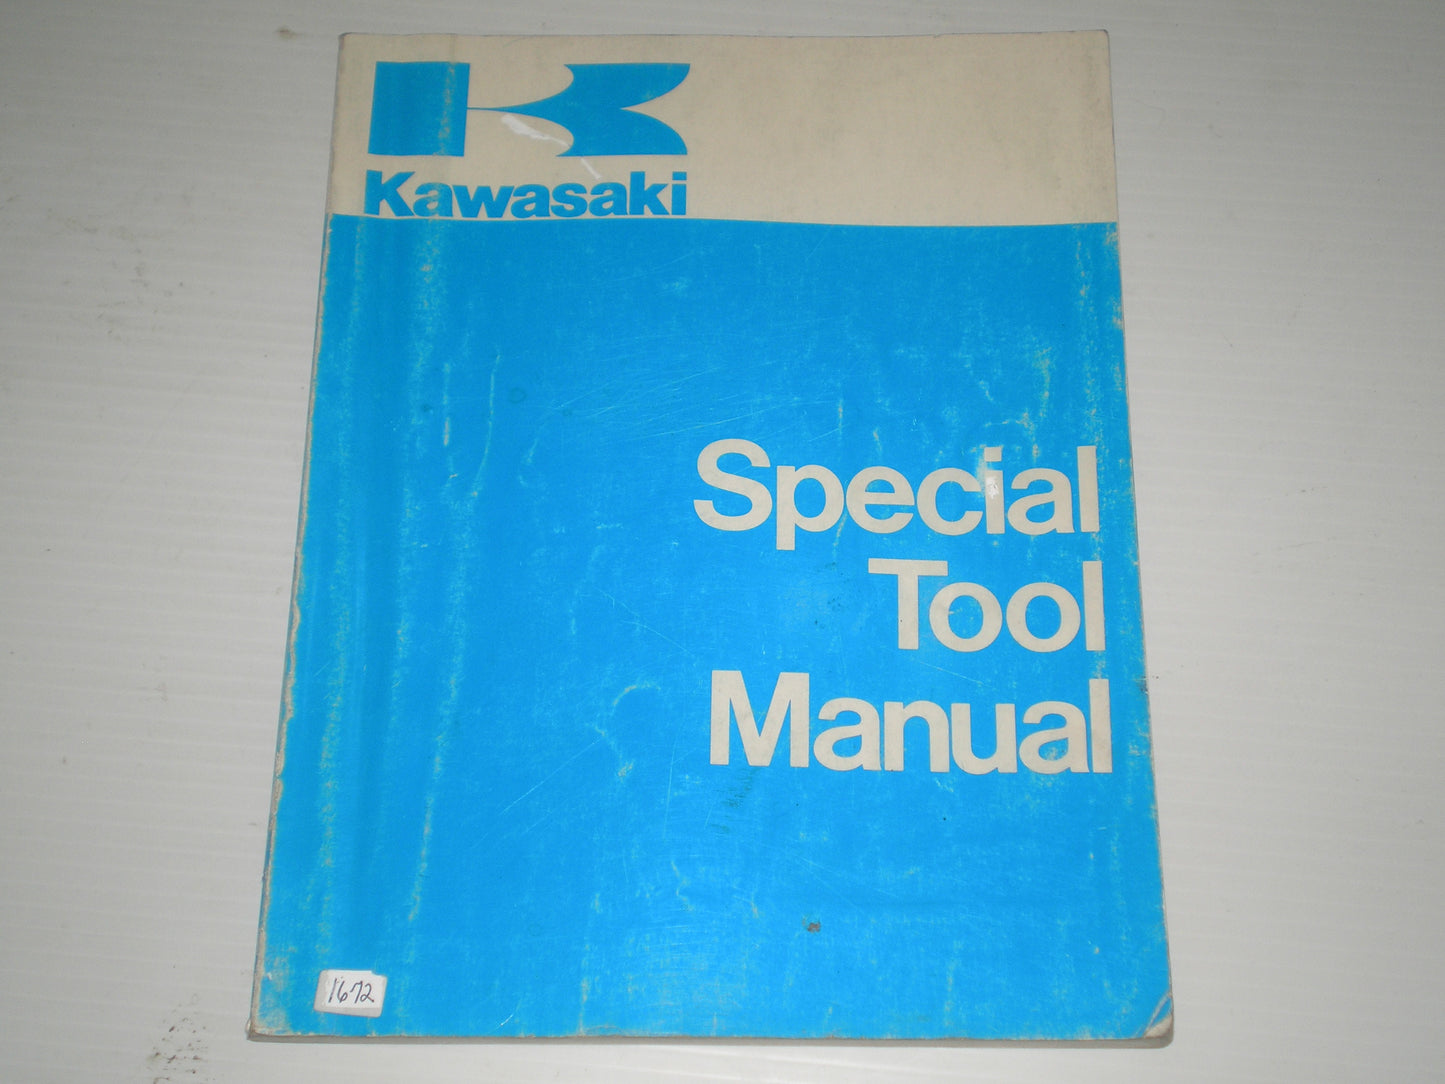 Kawasaki
Special
Tool
Manual
1672